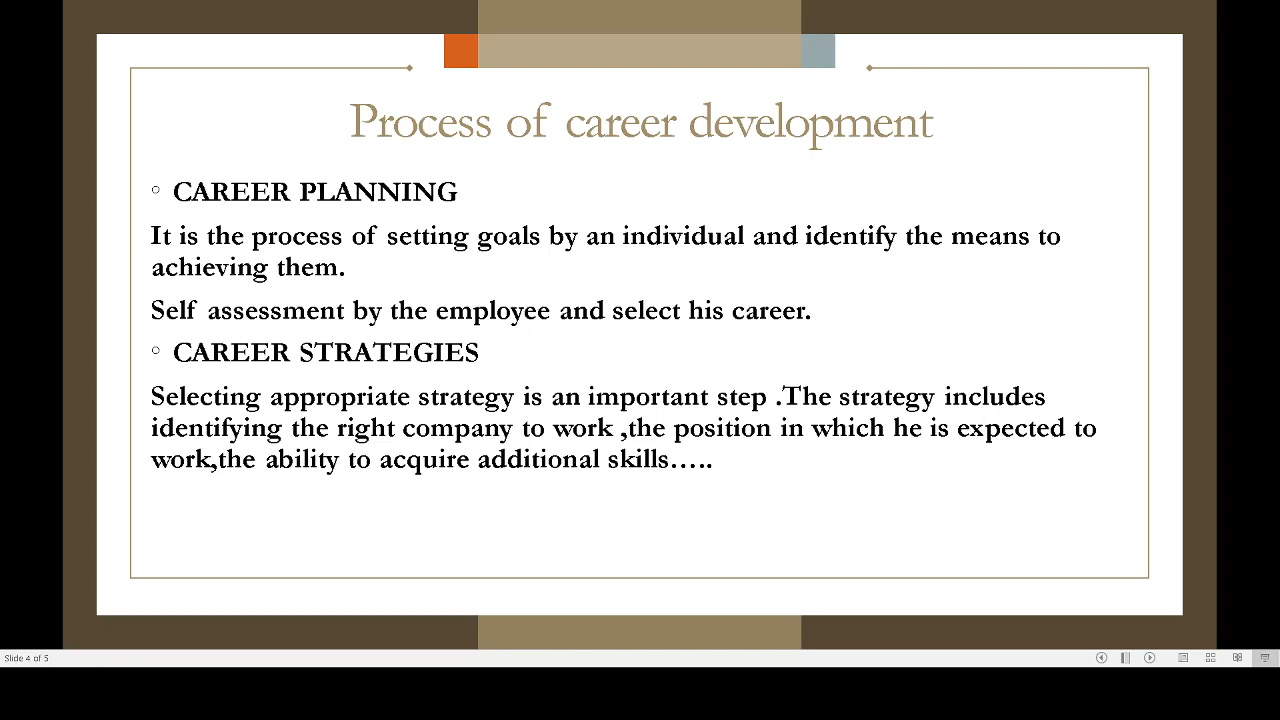 Process of career development
◦ CAREER PLANNING
It is the process of setting goals by an individual and identify the means to
achieving them.
Self assessment by the employee and select his career.
◦ CAREER STRATEGIES
Selecting appropriate strategy is an important step .The strategy includes
identifying the right company to work ,the position in which he is expected to
work,the ability to acquire additional skills…..
Slide 4 of 5